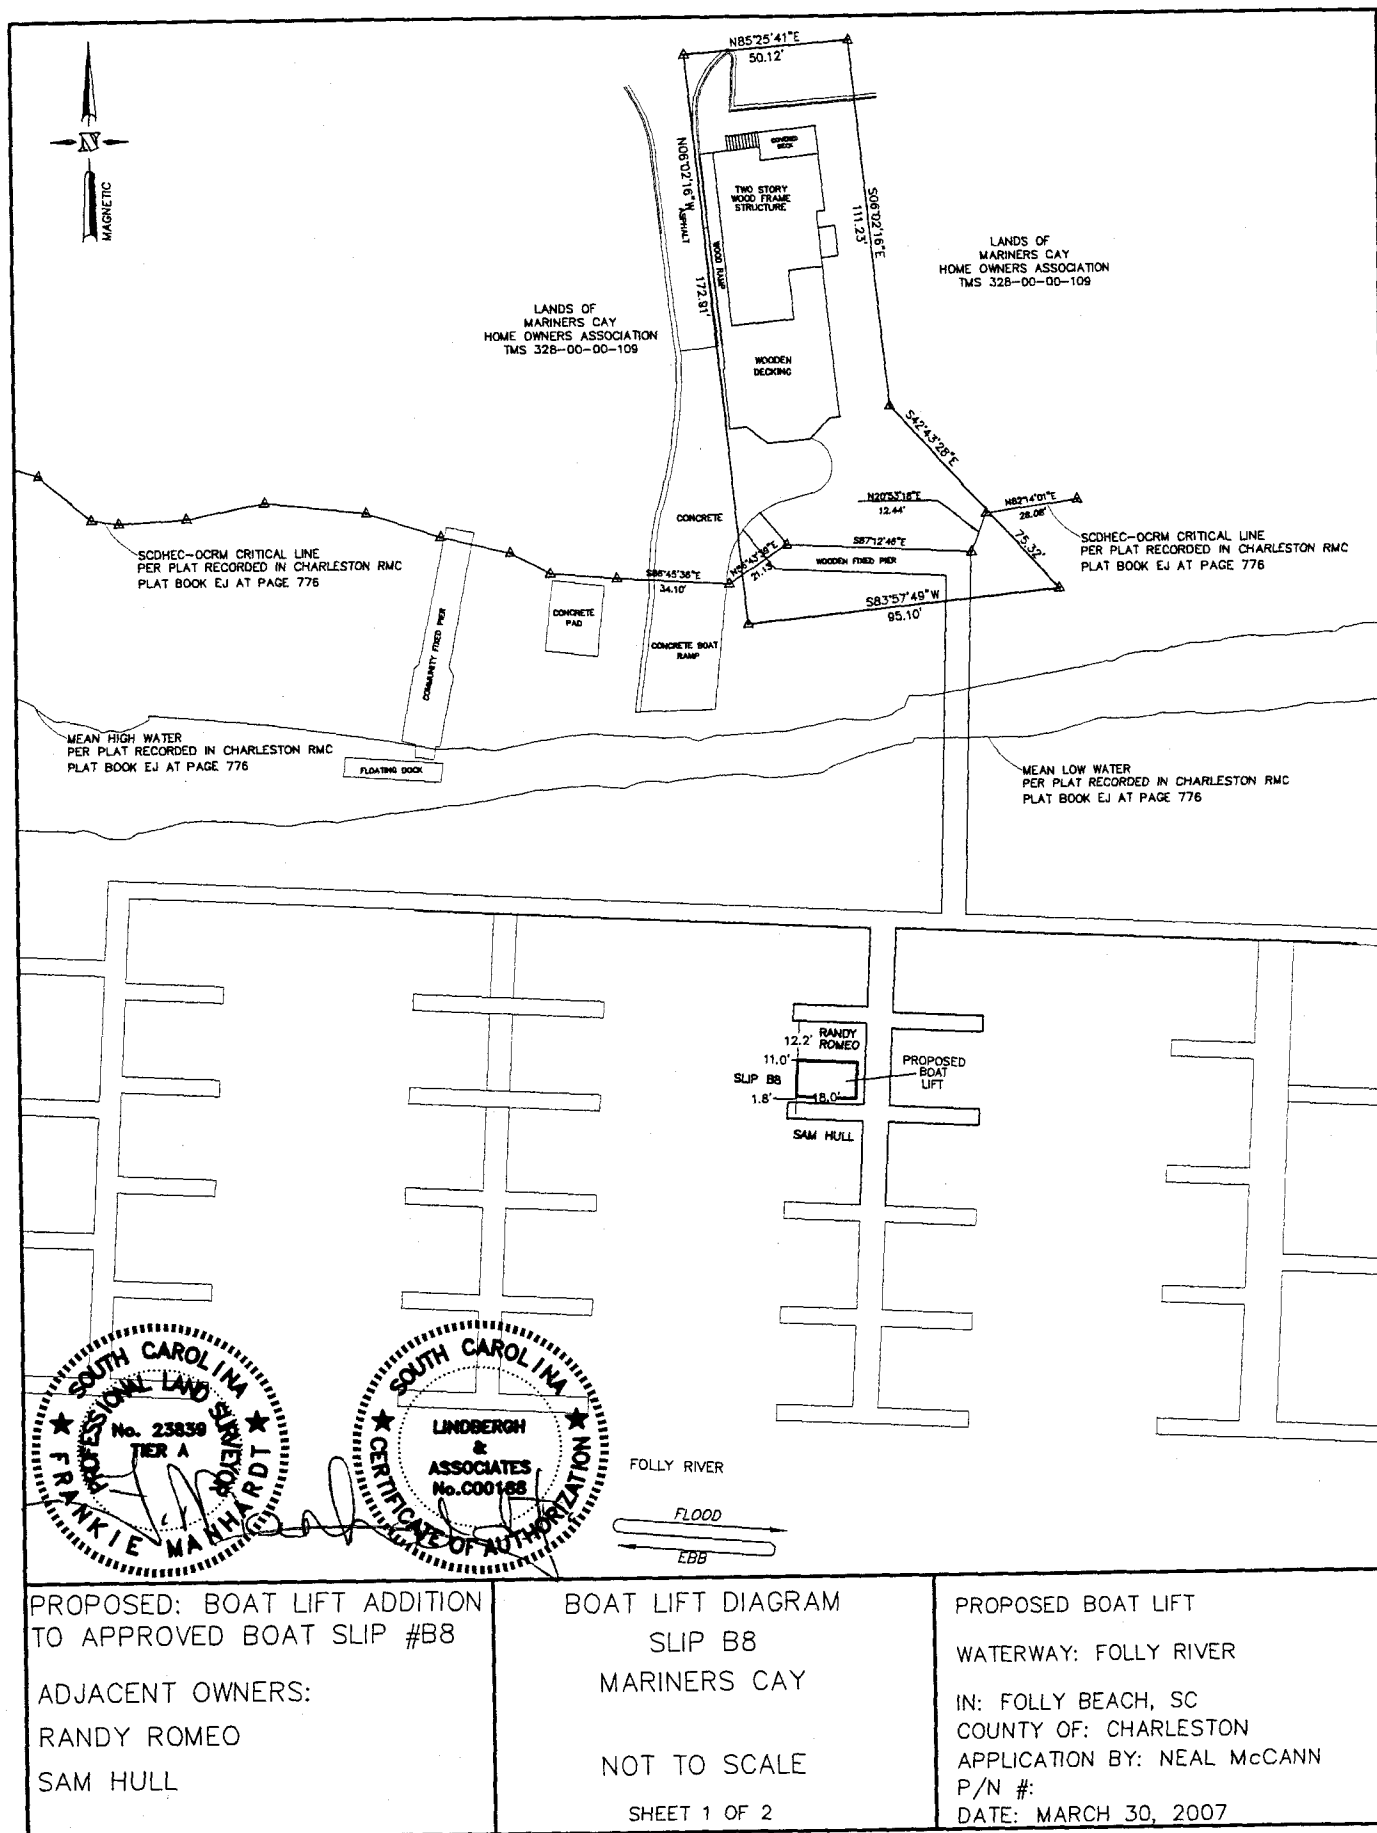 N85°25'41"E
50.12'
N
MAGNETIC
COVERED
DECK
TWO STORY
WOOD FRAME
STRUCTURE
N06°02'16"W
172.91'
ASPHALT
WOOD RAMP
S06°02'16"E
111.23'
LANDS OF
MARINERS CAY
HOME OWNERS ASSOCIATION
TMS 328-00-00-109
LANDS OF
MARINERS CAY
HOME OWNERS ASSOCIATION
TMS 328-00-00-109
WOODEN
DECKING
S42°43'28"E
75.32'
N20°53'18"E
12.44'
N82°14'01"E
28.08'
CONCRETE
SCDHEC-OCRM CRITICAL LINE
PER PLAT RECORDED IN CHARLESTON RMC
PLAT BOOK EJ AT PAGE 776
SCDHEC-OCRM CRITICAL LINE
PER PLAT RECORDED IN CHARLESTON RMC
PLAT BOOK EJ AT PAGE 776
S87°12'46"E
WOODEN FIXED PIER
N56°43'39"E
21.13'
S86°45'38"E
34.10'
S83°57'49"W
95.10'
CONCRETE
PAD
CONCRETE BOAT
RAMP
COMMUNITY FIXED PIER
MEAN HIGH WATER
PER PLAT RECORDED IN CHARLESTON RMC
PLAT BOOK EJ AT PAGE 776
FLOATING DOCK
MEAN LOW WATER
PER PLAT RECORDED IN CHARLESTON RMC
PLAT BOOK EJ AT PAGE 776
12.2'
RANDY
ROMEO
11.0'
SLIP B8
1.8'
18.0'
PROPOSED
BOAT
LIFT
SAM HULL
SOUTH CAROLINA
PROFESSIONAL LAND SURVEYOR
No. 23839
TIER A
FRANKIE MANHARDT
SOUTH CAROLINA
LINDBERGH
&
ASSOCIATES
No.C00188
CERTIFICATE OF AUTHORIZATION
FOLLY RIVER
FLOOD
EBB
PROPOSED: BOAT LIFT ADDITION
TO APPROVED BOAT SLIP #B8
ADJACENT OWNERS:
RANDY ROMEO
SAM HULL
BOAT LIFT DIAGRAM
SLIP B8
MARINERS CAY
NOT TO SCALE
SHEET 1 OF 2
PROPOSED BOAT LIFT
WATERWAY: FOLLY RIVER
IN: FOLLY BEACH, SC
COUNTY OF: CHARLESTON
APPLICATION BY: NEAL McCANN
P/N #:
DATE: MARCH 30, 2007